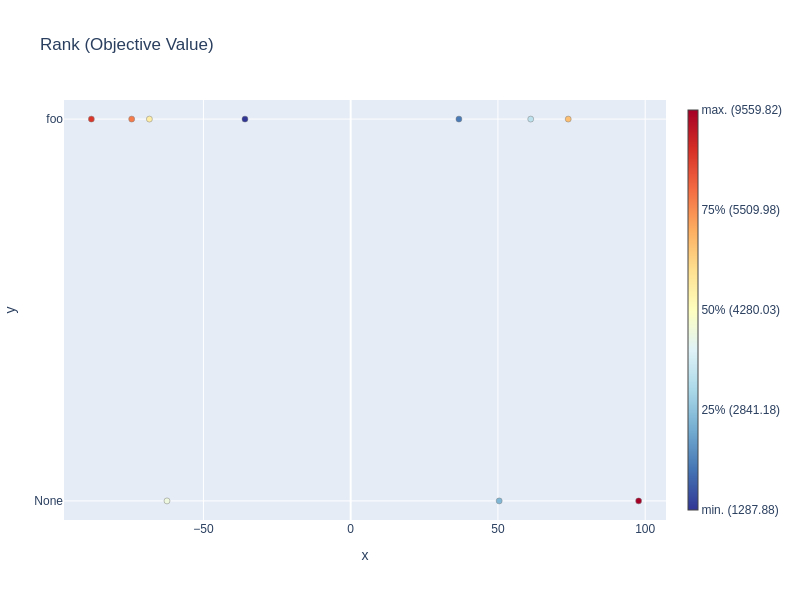 Rank (Objective Value)
foo
None
y
−50
0
50
100
x
max. (9559.82)
75% (5509.98)
50% (4280.03)
25% (2841.18)
min. (1287.88)